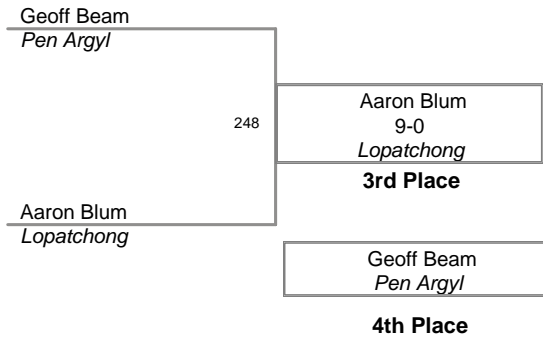 Geoff Beam
Pen Argyl
248
Aaron Blum
9-0
Lopatchong
3rd Place
Aaron Blum
Lopatchong
Geoff Beam
Pen Argyl
4th Place